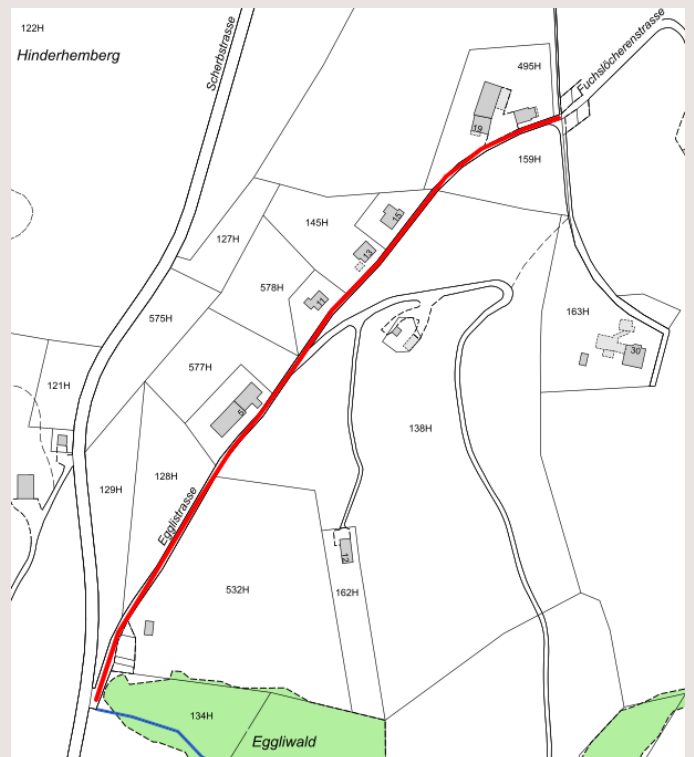 122H
Hinderhemberg
Scherbstrasse
495H
Fuchslöcherenstrasse
19
159H
15
145H
127H
13
578H
11
575H
163H
30
577H
121H
5
138H
128H
129H
Egglistrasse
12
532H
162H
134H
Eggliwald